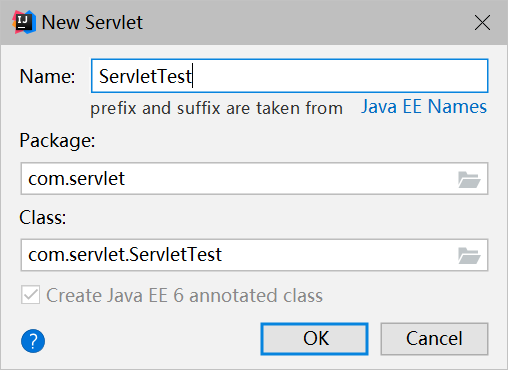 IJ
New Servlet
Name: ServletTest
prefix and suffix are taken from Java EE Names
Package:
com.servlet
Class:
com.servlet.ServletTest
Create Java EE 6 annotated class
? OK Cancel